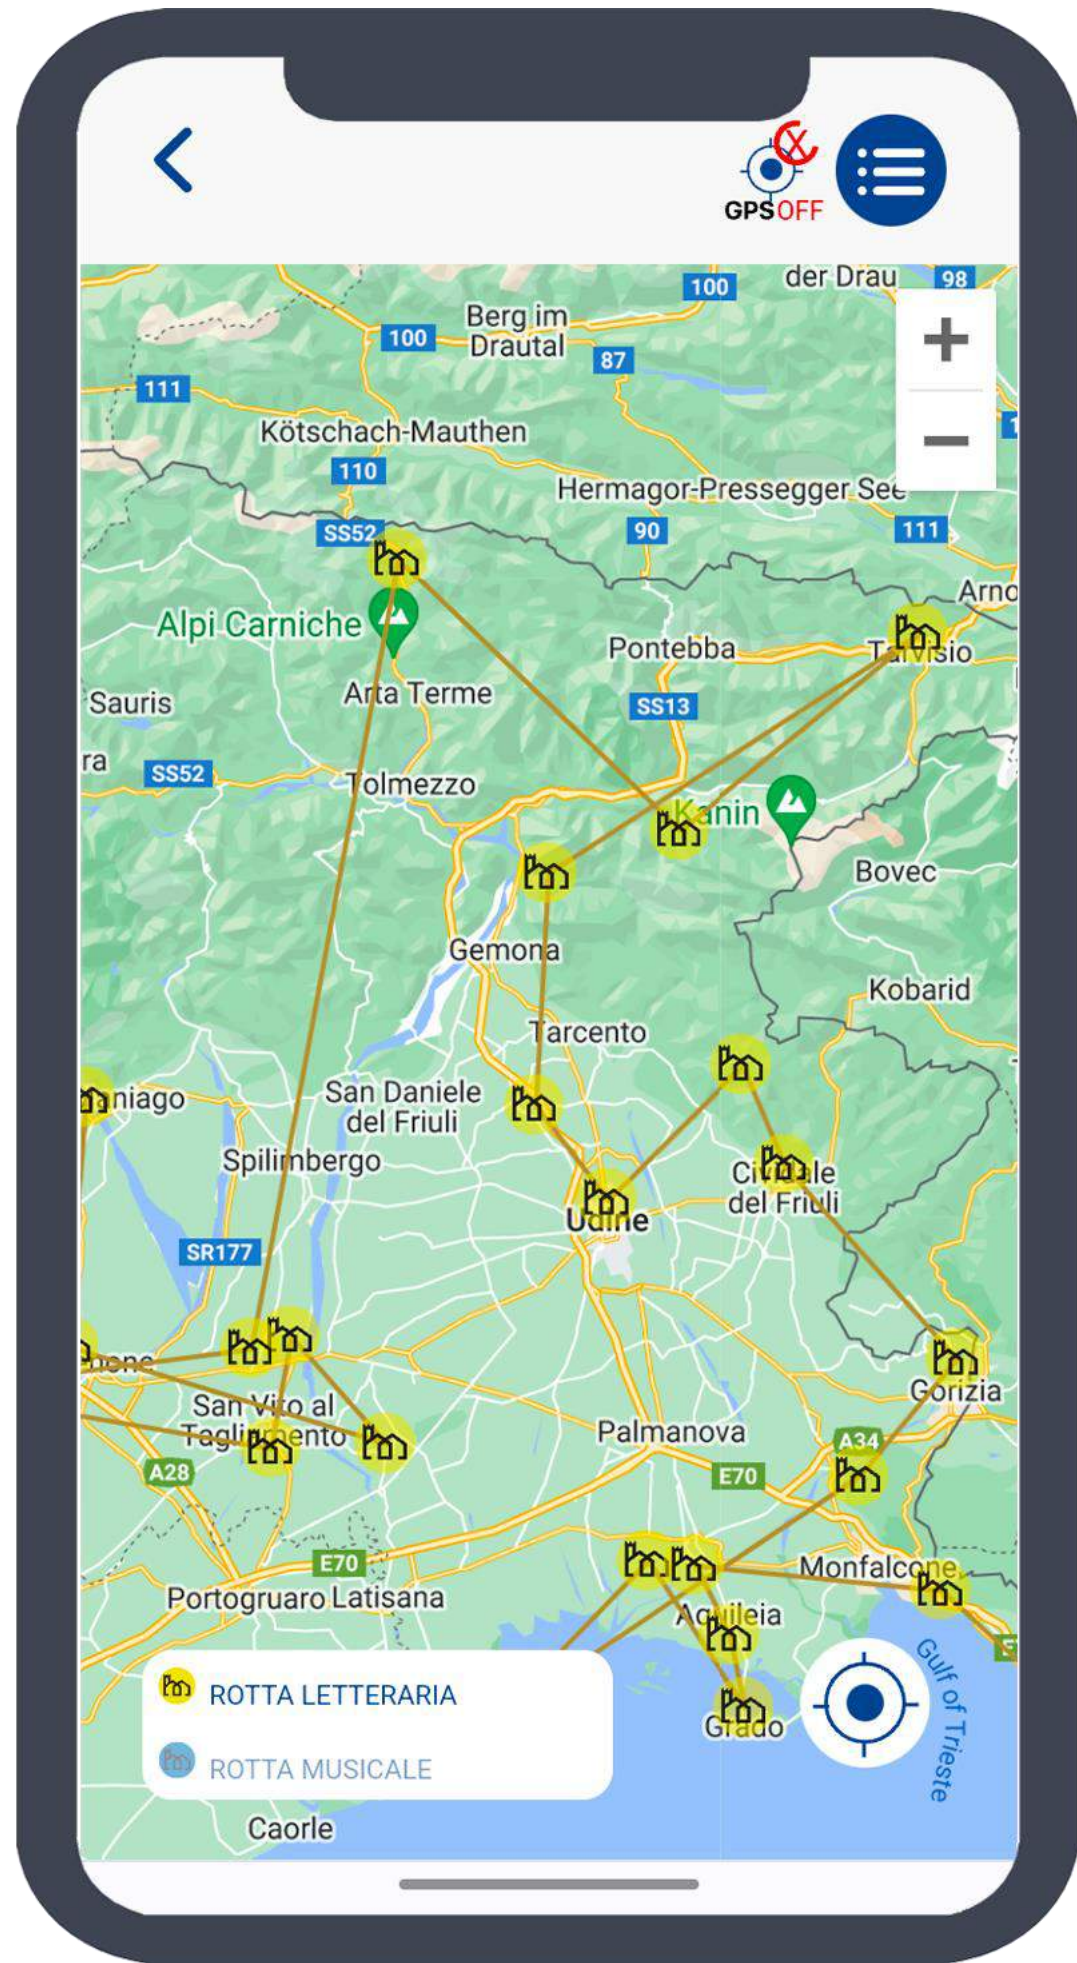 GPS OFF
der Drau
100
98
Berg im
Drautal
100
87
111
Kötschach-Mauthen
110
Hermagor-Pressegger See
SS52
90
111
Alpi Carniche
Pontebba
Tarvisio
Arta Terme
Sauris
SS13
SS52
Tolmezzo
Kanin
Bovec
Gemona
Kobarid
Tarcento
San Daniele
del Friuli
Spilimbergo
Cividale
del Friuli
Udine
SR177
Gorizia
San Vito al
Tagliamento
Palmanova
A34
A28
E70
E70
Monfalcone
Portogruaro
Latisana
Aquileia
Grado
Gulf of Trieste
ROTTA LETTERARIA
ROTTA MUSICALE
Caorle